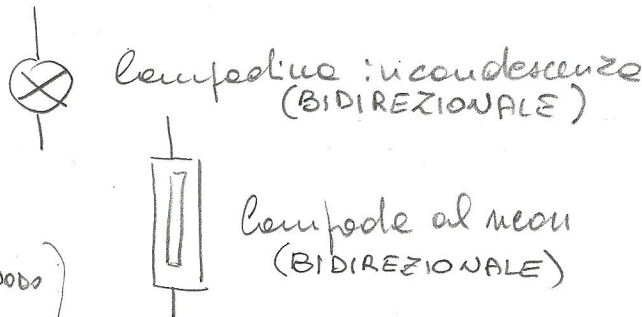 lampadina incandescenza
(BIDIREZIONALE)
lampada al neon
(BIDIREZIONALE)